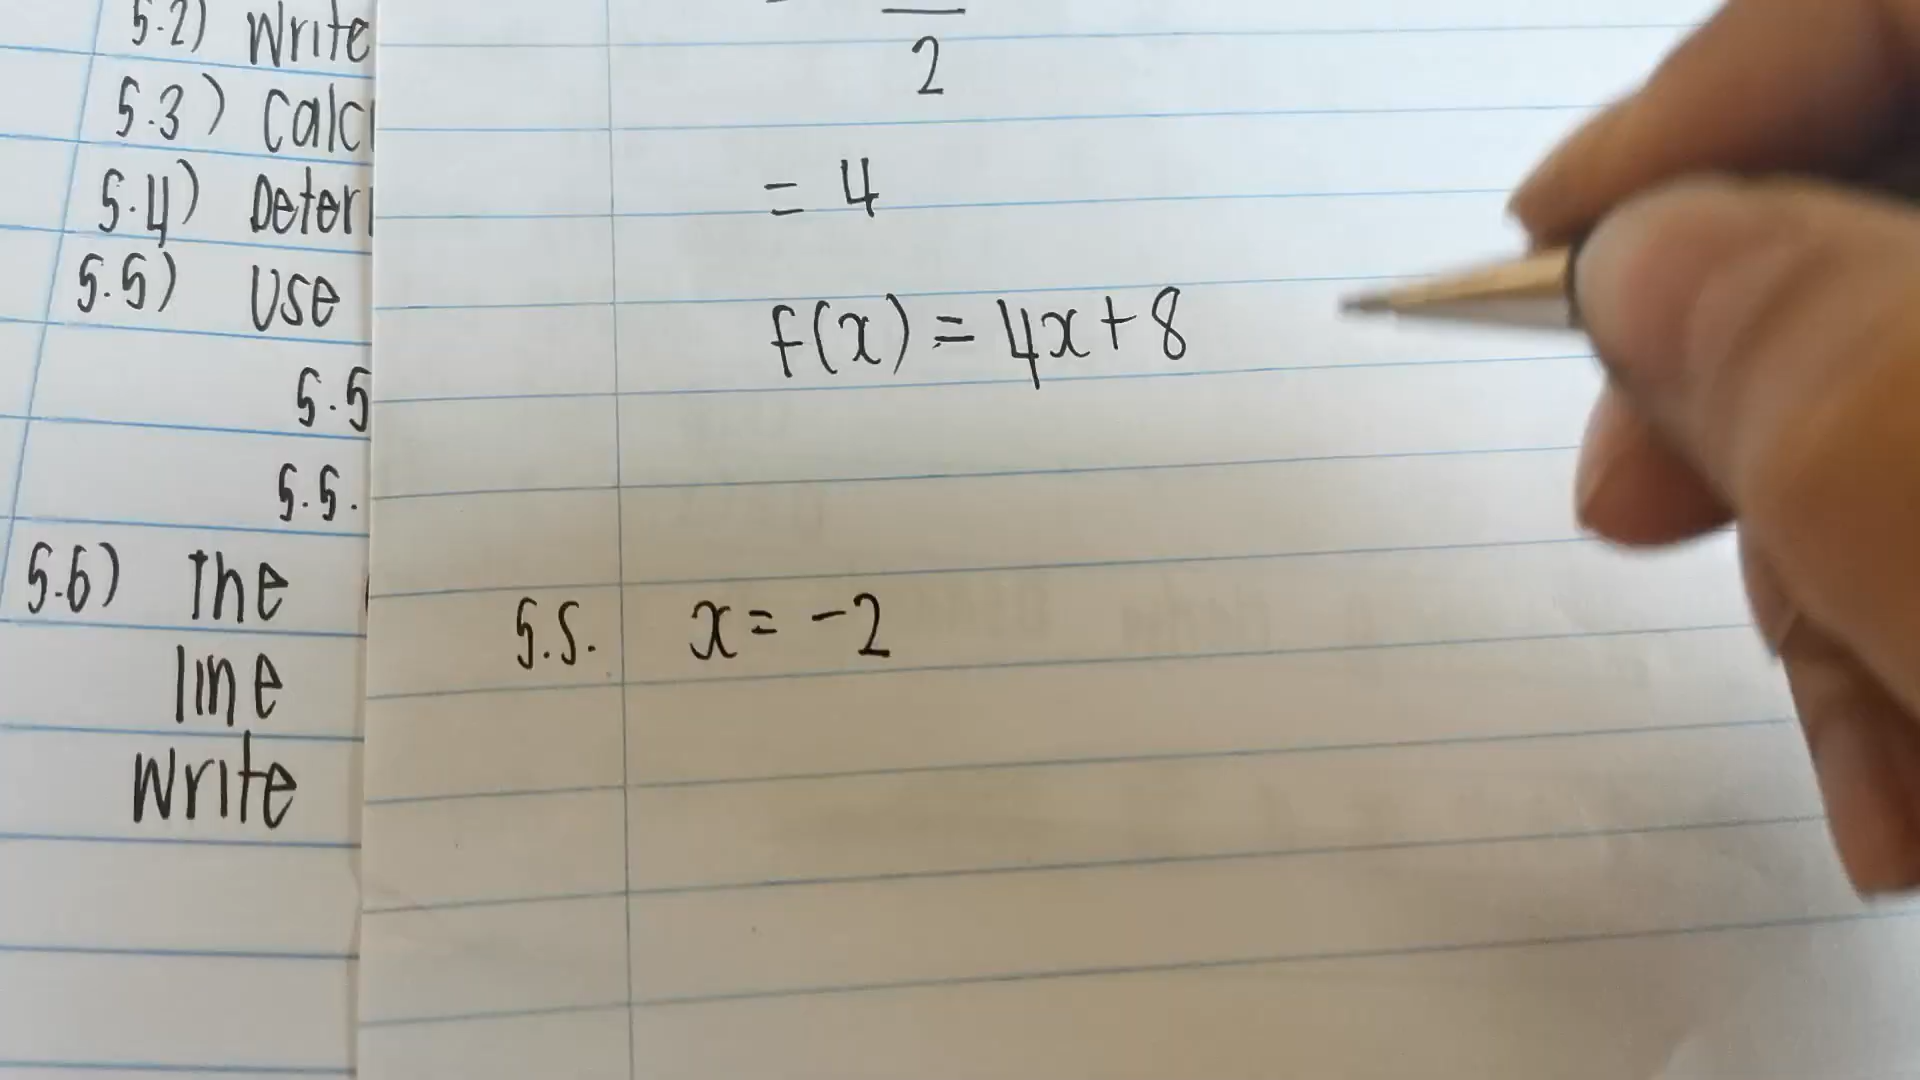 5.2) Write
5.3) Calc
5.4) Deter
5.5) Use
5.5
5.5.
5.6) The
line
Write
2
= 4
f(x) = 4x+8
5.5. x = -2